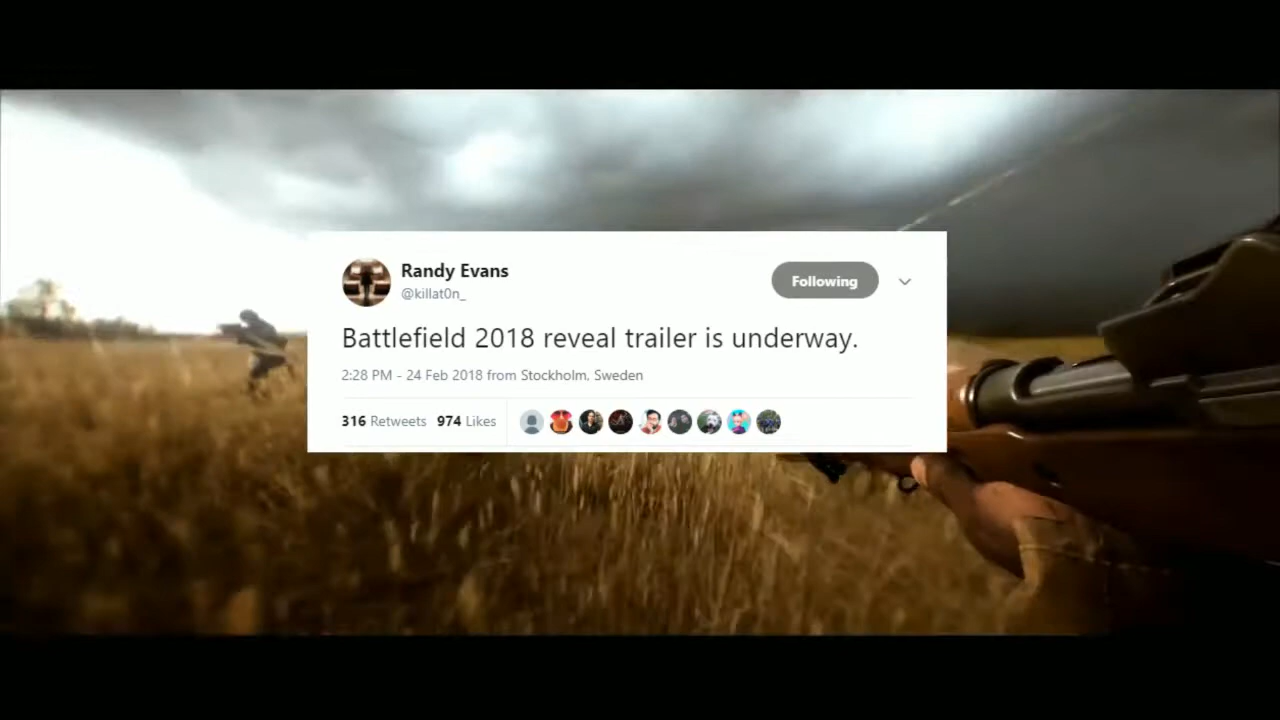 Randy Evans
@killat0n_
Following
Battlefield 2018 reveal trailer is underway.
2:28 PM - 24 Feb 2018 from Stockholm, Sweden
316 Retweets 974 Likes